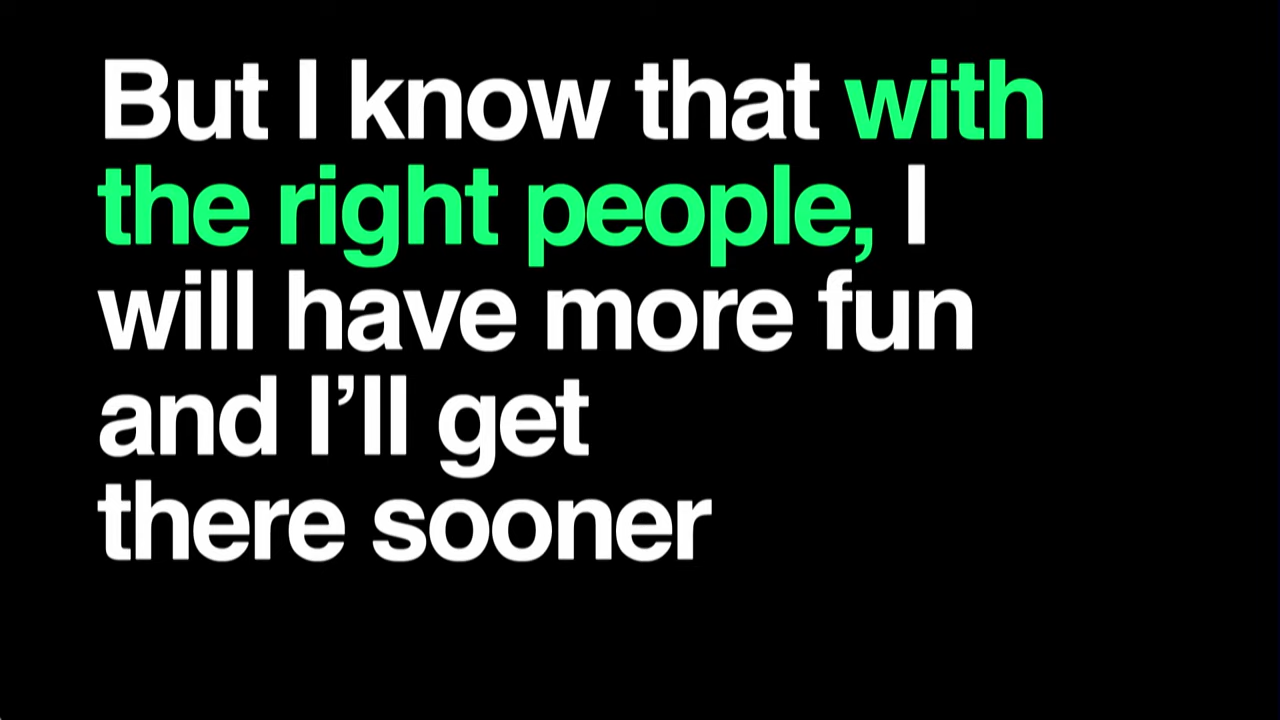 But I know that with
the right people, I
will have more fun
and I’ll get
there sooner